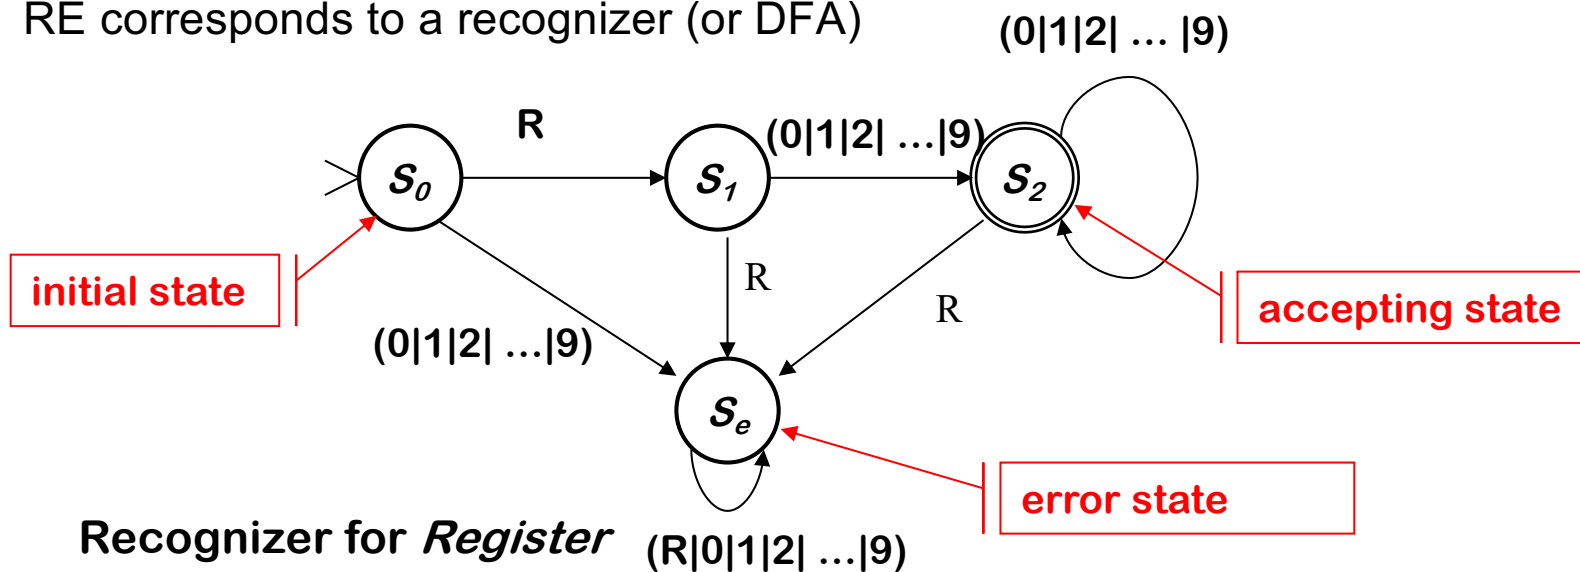 RE corresponds to a recognizer (or DFA)
(0|1|2| … |9)
R
(0|1|2| …|9)
S0
S1
S2
initial state
R
R
accepting state
(0|1|2| …|9)
Se
error state
Recognizer for Register
(R|0|1|2| …|9)